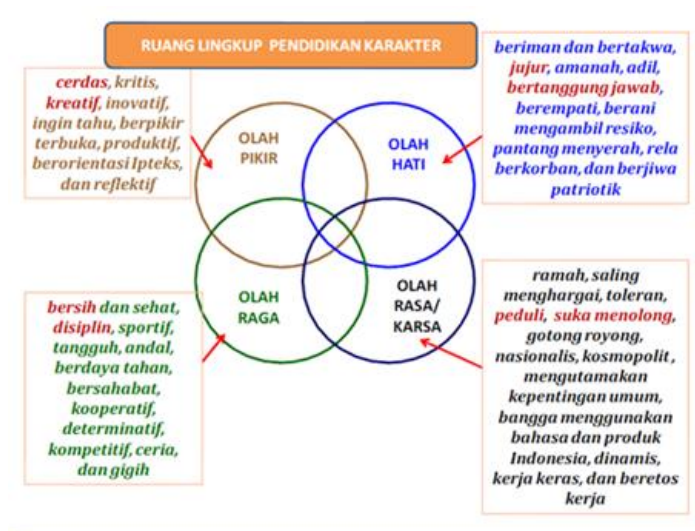 RUANG LINGKUP PENDIDIKAN KARAKTER
cerdas, kritis,
kreatif, inovatif,
ingin tahu, berpikir
terbuka, produktif,
berorientasi Ipteks,
dan reflektif
OLAH
PIKIR
OLAH
HATI
beriman dan bertakwa,
jujur, amanah, adil,
bertanggung jawab,
berempati, berani
mengambil resiko,
pantang menyerah, rela
berkorban, dan berjiwa
patriotik
bersih dan sehat,
disiplin, sportif,
tangguh, andal,
berdaya tahan,
bersahabat,
kooperatif,
determinatif,
kompetitif, ceria,
dan gigih
OLAH
RAGA
OLAH
RASA/
KARSA
ramah, saling
menghargai, toleran,
peduli, suka menolong,
gotong royong,
nasionalis, kosmopolit,
mengutamakan
kepentingan umum,
bangga menggunakan
bahasa dan produk
Indonesia, dinamis,
kerja keras, dan beretos
kerja